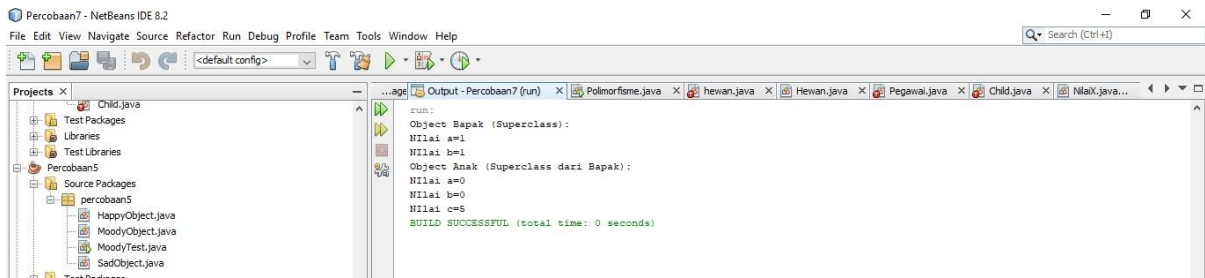 Percobaan7 - NetBeans IDE 8.2
File Edit View Navigate Source Refactor Run Debug Profile Team Tools Window Help
Search (Ctrl+I)
<default config>
Projects
...age Output - Percobaan7 (run) Polimorfisme.java hewan.java Hewan.java Pegawai.java Child.java NilaiX.java...
Child.java
Test Packages
Libraries
Test Libraries
Percobaan5
Source Packages
percobaan5
HappyObject.java
MoodyObject.java
MoodyTest.java
SadObject.java
Test Packages
run:
Object Bapak (Superclass):
NIlai a=1
NIlai b=1
Object Anak (Superclass dari Bapak):
NIlai a=0
NIlai b=0
NIlai c=5
BUILD SUCCESSFUL (total time: 0 seconds)